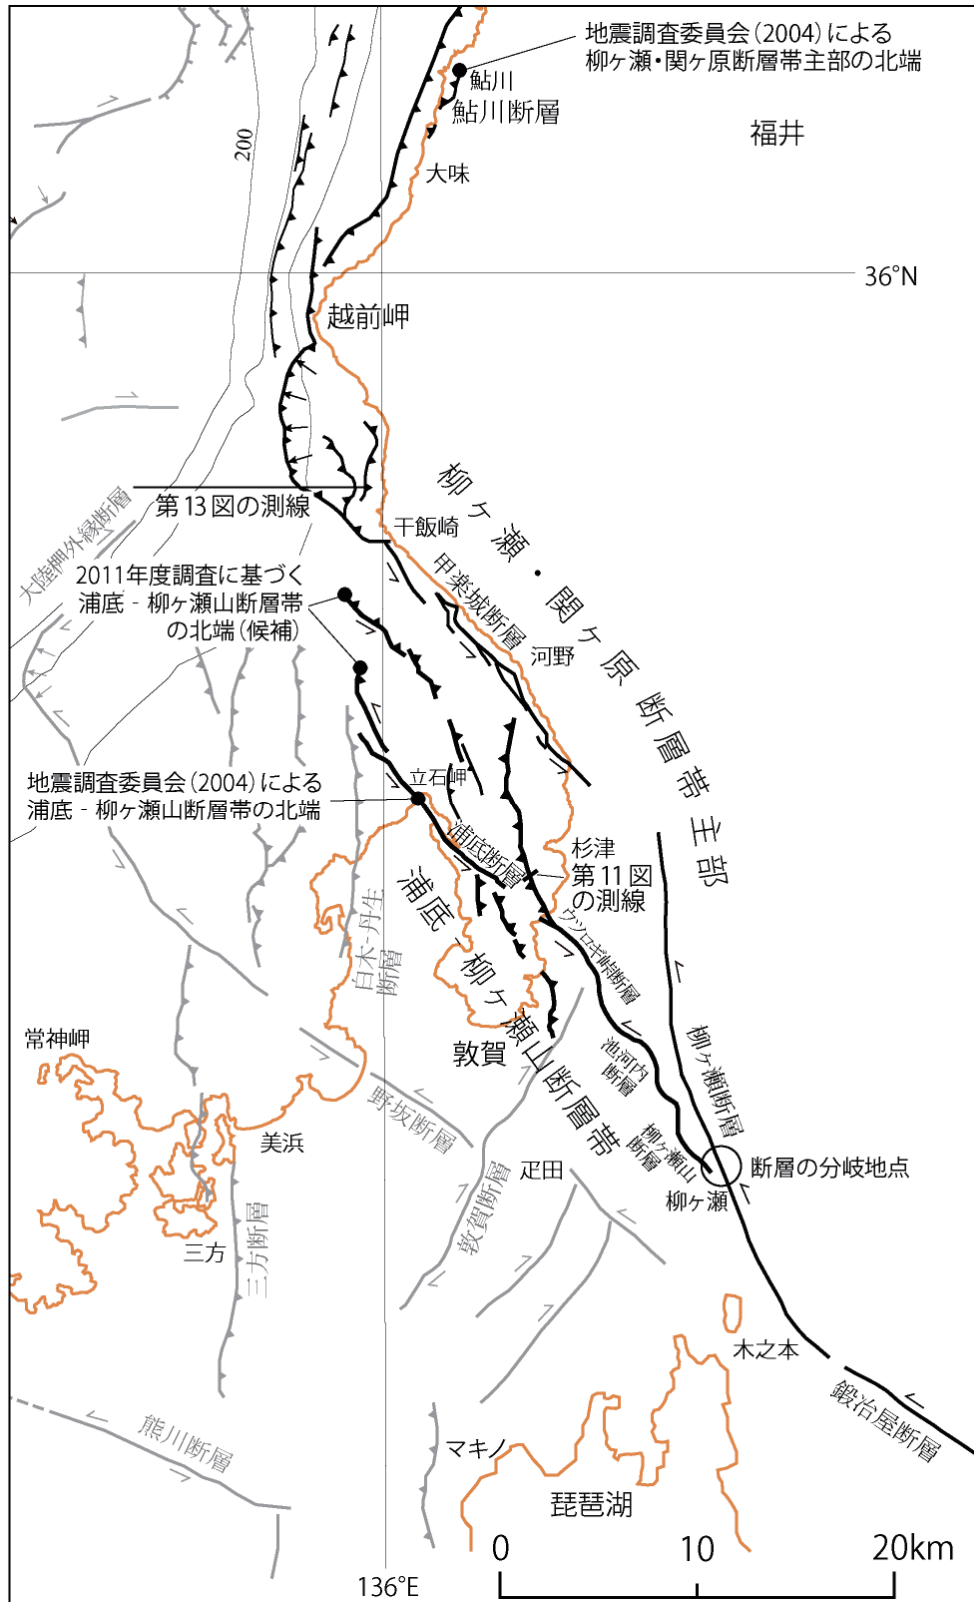 地震調査委員会(2004)による
柳ヶ瀬・関ヶ原断層帯主部の北端
鮎川
鮎川断層
福井
200
大味
36°N
越前岬
柳ヶ瀬・関ヶ原断層帯主部
第13図の測線
干飯崎
大陸棚外縁断層
甲楽城断層
2011年度調査に基づく
浦底‐柳ヶ瀬山断層帯
の北端(候補)
河野
地震調査委員会(2004)による
浦底‐柳ヶ瀬山断層帯の北端
立石岬
浦底断層
杉津
第11図
の測線
浦底‐柳ヶ瀬山断層帯
白木-丹生
断層
ウツロギ峠断層
常神岬
敦賀
池河内
断層
柳ヶ瀬断層
野坂断層
美浜
柳ヶ瀬山
断層
断層の分岐地点
疋田
柳ヶ瀬
敦賀断層
三方
三方断層
木之本
鍛冶屋断層
熊川断層
マキノ
琵琶湖
0 10 20km
136°E